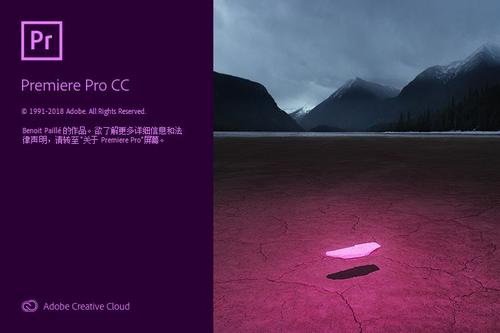 Pr
Premiere Pro CC
© 1991-2018 Adobe. All Rights Reserved.
Benoit Paillé 的作品。欲了解更多详细信息和法
律声明，请转至"关于 Premiere Pro"屏幕。
Adobe Creative Cloud